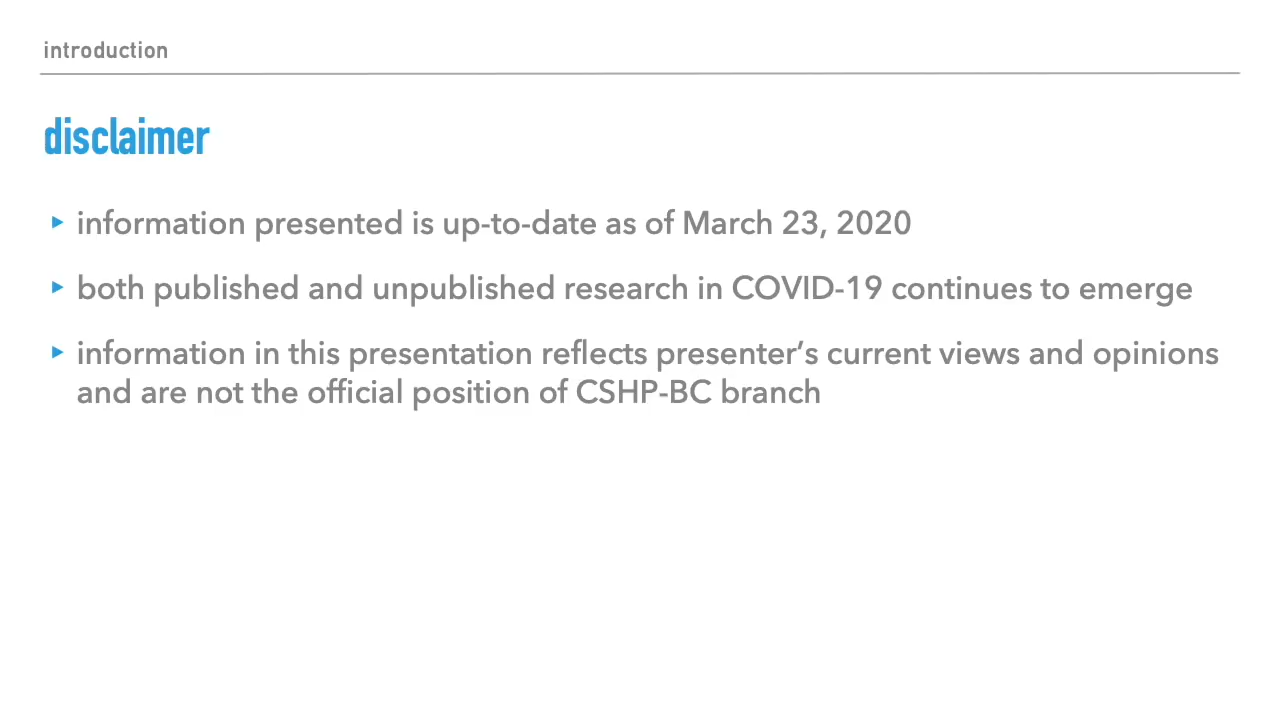 introduction
disclaimer
▸ information presented is up-to-date as of March 23, 2020
▸ both published and unpublished research in COVID-19 continues to emerge
▸ information in this presentation reflects presenter’s current views and opinions
and are not the official position of CSHP-BC branch